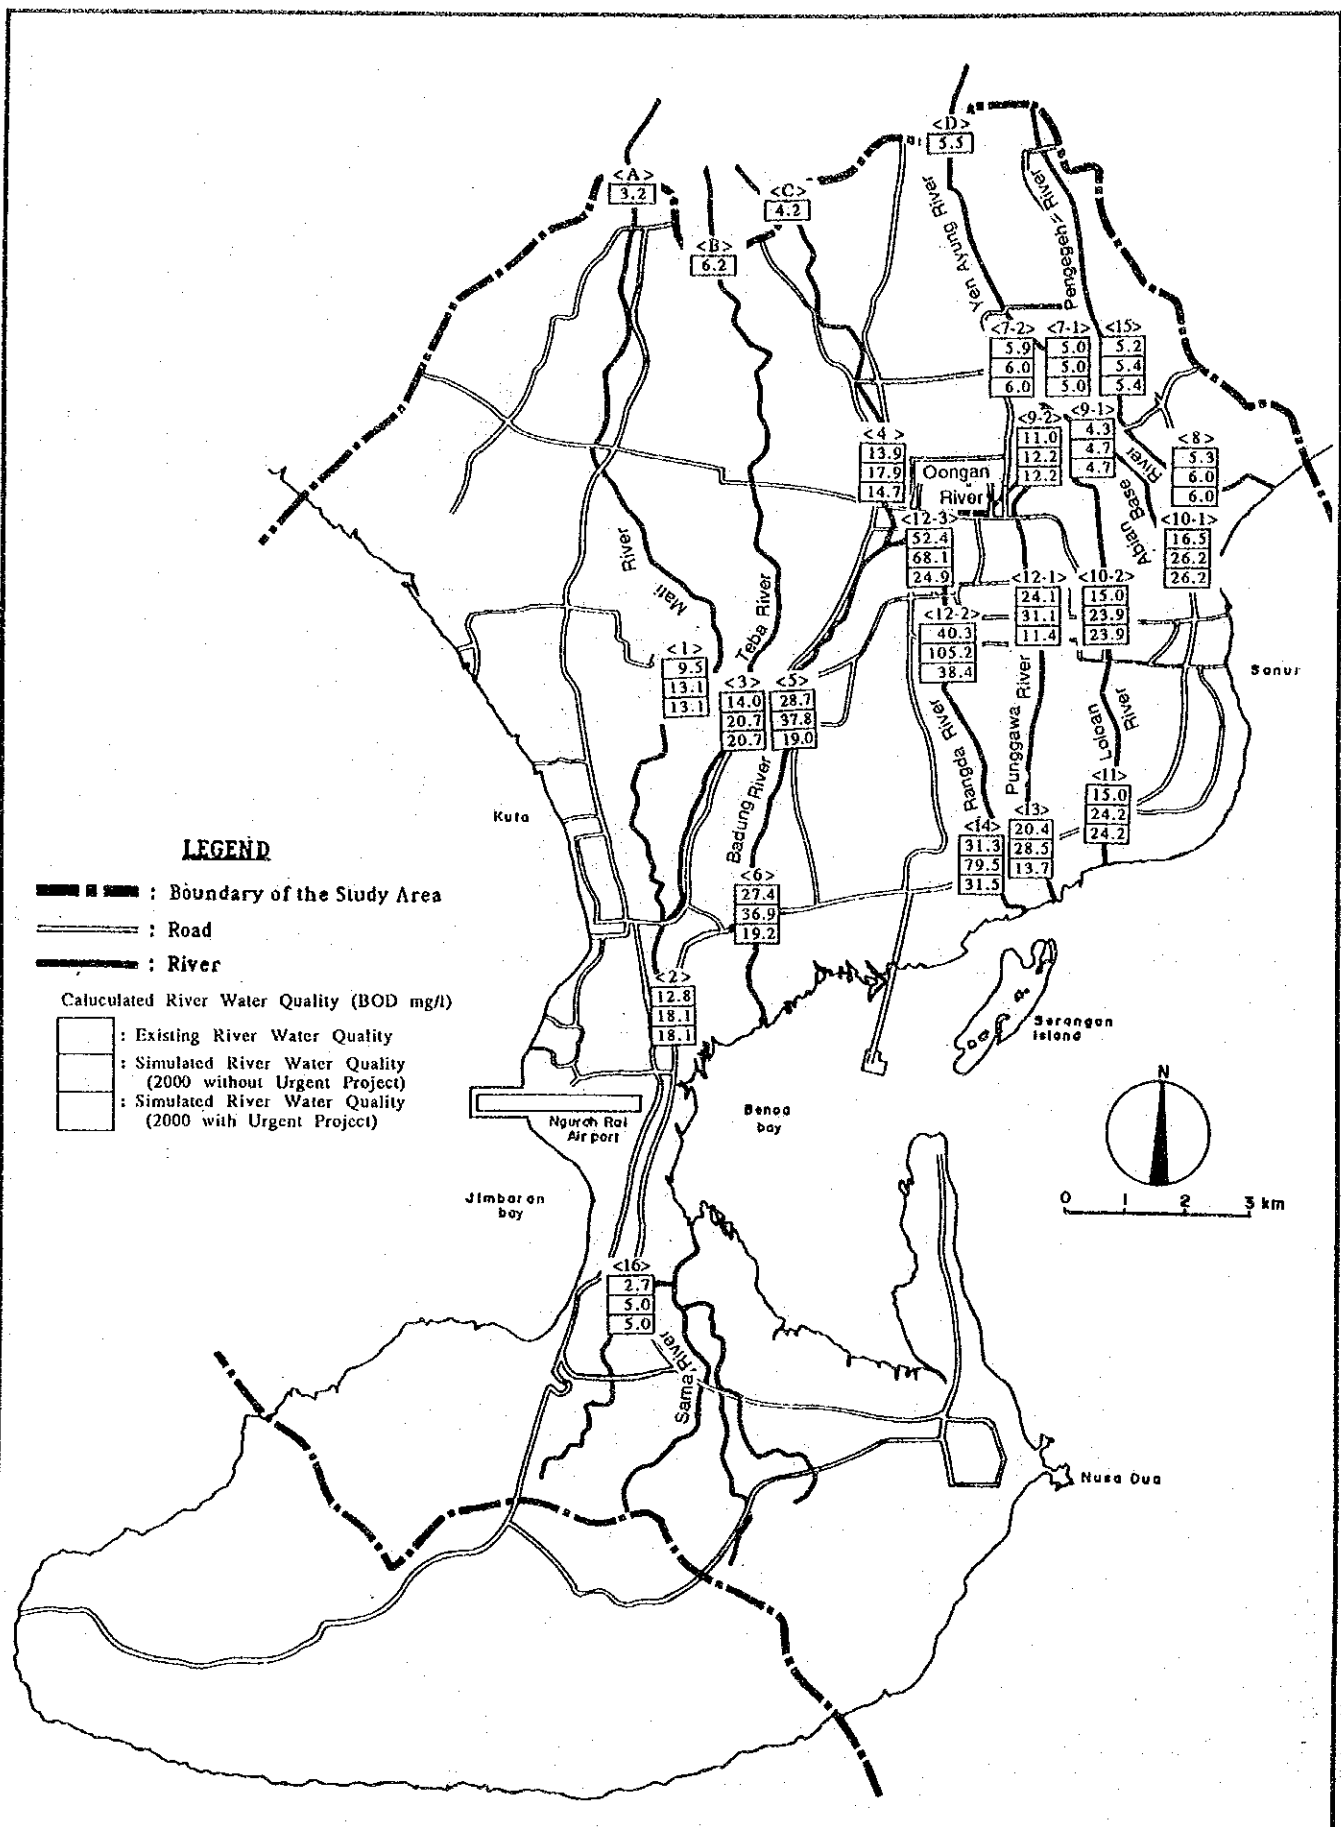 <D>
5.5
<A>
3.2
<C>
4.2
<B>
6.2
Yen Ayung River
Pengegeh River
<7-2>
5.9
6.0
6.0
<7-1>
5.0
5.0
5.0
<15>
5.2
5.4
5.4
<9-2>
11.0
12.2
12.2
<9-1>
4.3
4.7
4.7
<4>
13.9
17.9
14.7
<8>
5.3
6.0
6.0
Oongan
River
Abian Base
River
<12-3>
52.4
68.1
24.9
<10-1>
16.5
26.2
26.2
<12-1>
24.1
31.1
11.4
<10-2>
15.0
23.9
23.9
<12-2>
40.3
105.2
38.4
River
Mati
Teba River
<1>
9.5
13.1
13.1
<3>
14.0
20.7
20.7
<5>
28.7
37.8
19.0
Sanur
Rangda River
Punggawa River
Loloan
River
<11>
15.0
24.2
24.2
Badung River
Kuta
<14>
31.3
79.5
31.5
<13>
20.4
28.5
13.7
<6>
27.4
36.9
19.2
<2>
12.8
18.1
18.1
LEGEND
: Boundary of the Study Area
: Road
: River
Caluculated River Water Quality (BOD mg/l)
: Existing River Water Quality
: Simulated River Water Quality
(2000 without Urgent Project)
: Simulated River Water Quality
(2000 with Urgent Project)
Serangan
Island
Ngurah Rai
Airport
Benoa
bay
N
0 1 2 3 km
Jimbaran
bay
<16>
2.7
5.0
5.0
Sama River
Nusa Dua